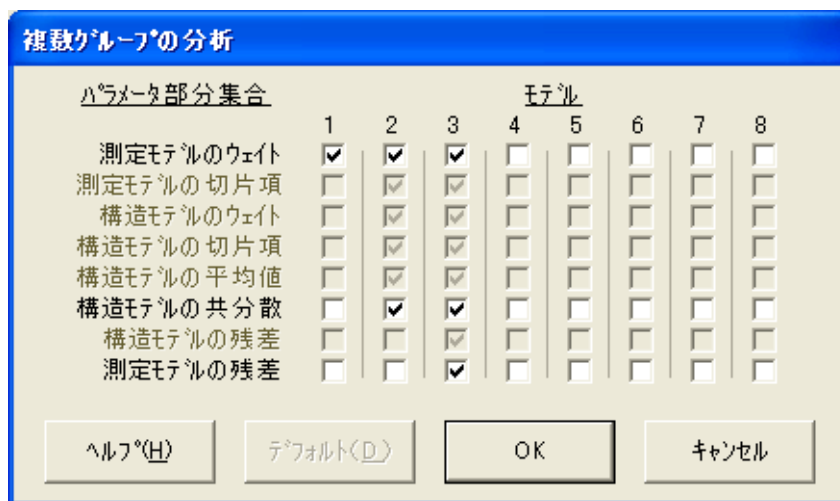 複数ｸﾞﾙｰﾌﾟの分析
ﾊﾟﾗﾒｰﾀ部分集合 ﾓﾃﾞﾙ
1 2 3 4 5 6 7 8
測定ﾓﾃﾞﾙのｳｪｲﾄ
測定ﾓﾃﾞﾙの切片項
構造ﾓﾃﾞﾙのｳｪｲﾄ
構造ﾓﾃﾞﾙの切片項
構造ﾓﾃﾞﾙの平均値
構造ﾓﾃﾞﾙの共分散
構造ﾓﾃﾞﾙの残差
測定ﾓﾃﾞﾙの残差
ﾍﾙﾌﾟ(H) ﾃﾞﾌｫﾙﾄ(D) OK ｷｬﾝｾﾙ